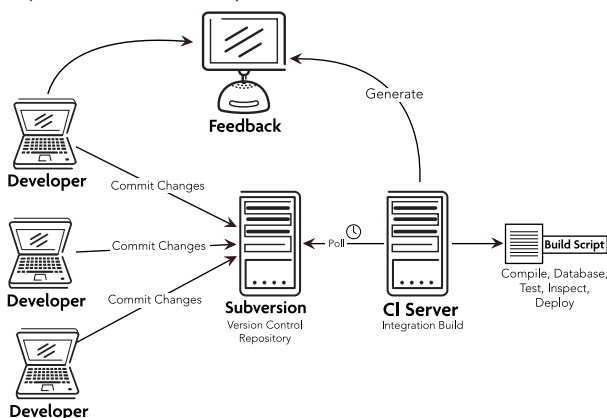 Generate
Feedback
Developer
Commit Changes
Commit Changes
Poll
Build Script
Compile, Database,
Test, Inspect,
Deploy
Developer
Commit Changes
Subversion
Version Control
Repository
CI Server
Integration Build
Developer